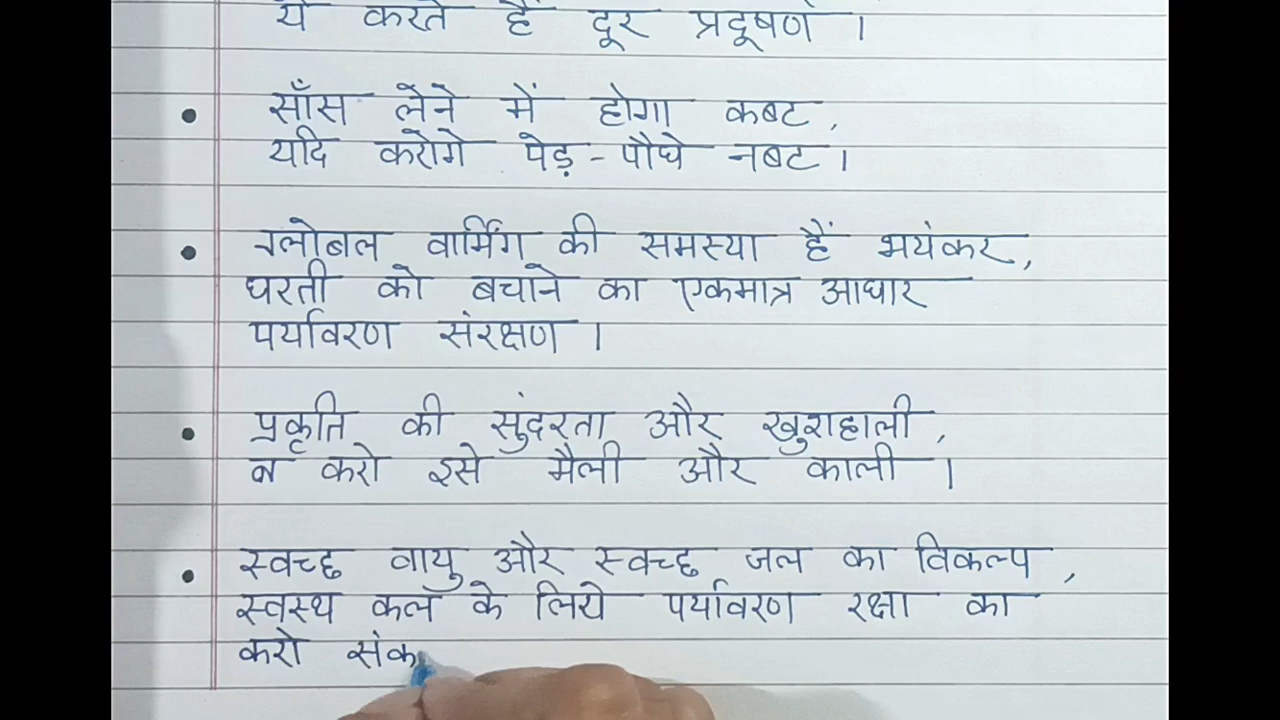 ये करते हैं दूर प्रदूषण ।
साँस लेने में होगा कष्ट,
यदि करोगे पेड़-पौधे नष्ट ।
ग्लोबल वार्मिंग की समस्या हैं भयंकर,
धरती को बचाने का एकमात्र आधार
पर्यावरण संरक्षण ।
प्रकृति की सुंदरता और खुशहाली,
न करो इसे मैली और काली ।
स्वच्छ वायु और स्वच्छ जल का विकल्प,
स्वस्थ कल के लिये पर्यावरण रक्षा का
करो संक